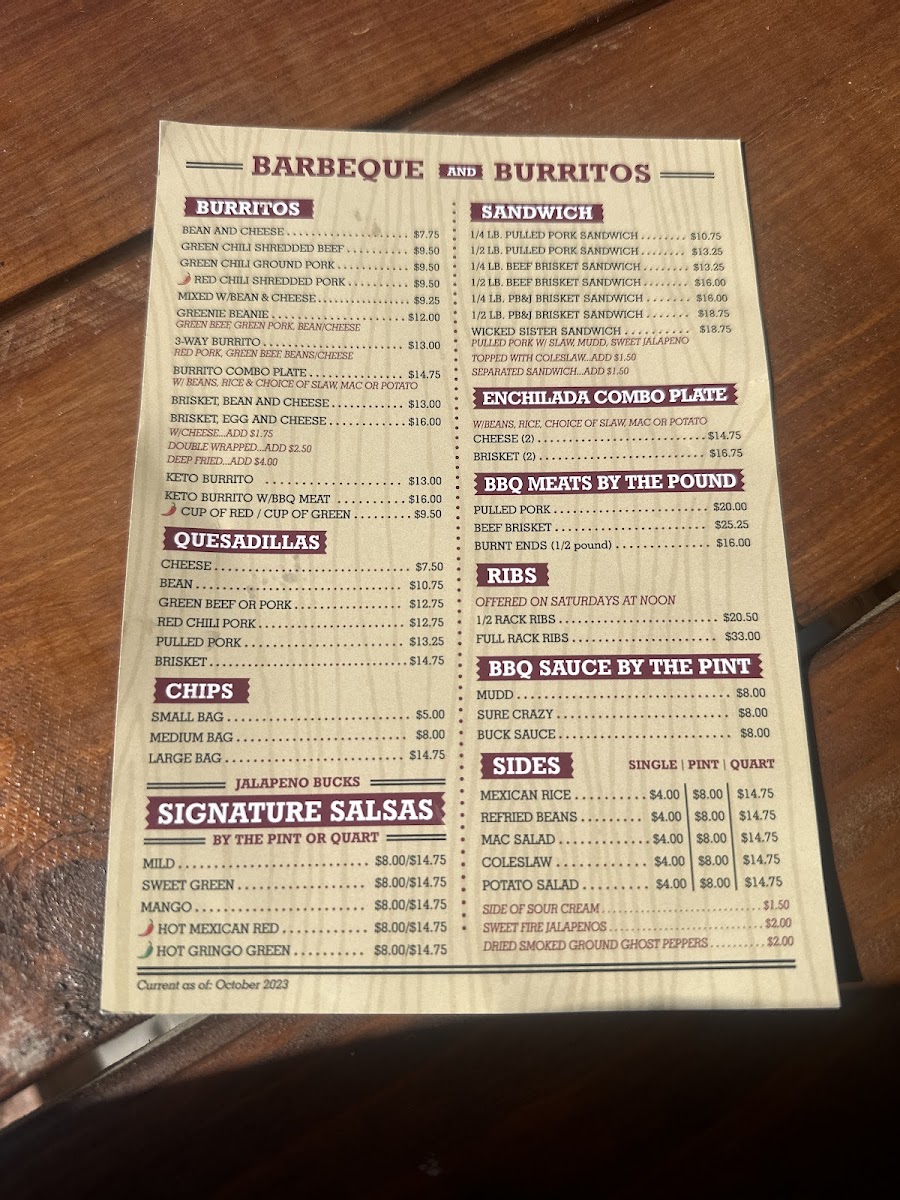 BARBEQUE AND BURRITOS
BURRITOS
BEAN AND CHEESE........................ $7.75
GREEN CHILI SHREDDED BEEF............. $9.50
GREEN CHILI GROUND PORK............... $9.50
RED CHILI SHREDDED PORK............... $9.50
MIXED W/BEAN & CHEESE................. $9.25
GREENIE BEANIE........................ $12.00
GREEN BEEF, GREEN PORK, BEAN/CHEESE
3-WAY BURRITO......................... $13.00
RED PORK, GREEN BEEF BEANS/CHEESE
BURRITO COMBO PLATE................... $14.75
W/ BEANS, RICE & CHOICE OF SLAW, MAC OR POTATO
BRISKET, BEAN AND CHEESE.............. $13.00
BRISKET, EGG AND CHEESE............... $16.00
W/CHEESE...ADD $1.75
DOUBLE WRAPPED...ADD $2.50
DEEP FRIED...ADD $4.00
KETO BURRITO ......................... $13.00
KETO BURRITO W/BBQ MEAT .............. $16.00
CUP OF RED / CUP OF GREEN............. $9.50
QUESADILLAS
CHEESE................................ $7.50
BEAN.................................. $10.75
GREEN BEEF OR PORK.................... $12.75
RED CHILI PORK........................ $12.75
PULLED PORK........................... $13.25
BRISKET............................... $14.75
CHIPS
SMALL BAG............................. $5.00
MEDIUM BAG............................ $8.00
LARGE BAG............................. $14.75
JALAPENO BUCKS
SIGNATURE SALSAS
BY THE PINT OR QUART
MILD.............................. $8.00/$14.75
SWEET GREEN....................... $8.00/$14.75
MANGO............................. $8.00/$14.75
HOT MEXICAN RED................... $8.00/$14.75
HOT GRINGO GREEN.................. $8.00/$14.75
SANDWICH
1/4 LB. PULLED PORK SANDWICH........ $10.75
1/2 LB. PULLED PORK SANDWICH........ $13.25
1/4 LB. BEEF BRISKET SANDWICH....... $13.25
1/2 LB. BEEF BRISKET SANDWICH....... $16.00
1/4 LB. PB&J BRISKET SANDWICH....... $16.00
1/2 LB. PB&J BRISKET SANDWICH....... $18.75
WICKED SISTER SANDWICH.............. $18.75
PULLED PORK W/ SLAW, MUDD, SWEET JALAPENO
TOPPED WITH COLESLAW...ADD $1.50
SEPARATED SANDWICH...ADD $1.50
ENCHILADA COMBO PLATE
W/BEANS, RICE, CHOICE OF SLAW, MAC OR POTATO
CHEESE (2)............................ $14.75
BRISKET (2)........................... $16.75
BBQ MEATS BY THE POUND
PULLED PORK........................... $20.00
BEEF BRISKET.......................... $25.25
BURNT ENDS (1/2 pound)................ $16.00
RIBS
OFFERED ON SATURDAYS AT NOON
1/2 RACK RIBS......................... $20.50
FULL RACK RIBS........................ $33.00
BBQ SAUCE BY THE PINT
MUDD.................................. $8.00
SURE CRAZY............................ $8.00
BUCK SAUCE............................ $8.00
SIDES SINGLE | PINT | QUART
MEXICAN RICE.......... $4.00 | $8.00 | $14.75
REFRIED BEANS......... $4.00 | $8.00 | $14.75
MAC SALAD............. $4.00 | $8.00 | $14.75
COLESLAW.............. $4.00 | $8.00 | $14.75
POTATO SALAD.......... $4.00 | $8.00 | $14.75
SIDE OF SOUR CREAM.......................... $1.50
SWEET FIRE JALAPENOS........................ $2.00
DRIED SMOKED GROUND GHOST PEPPERS.......... $2.00
Current as of: October 2023